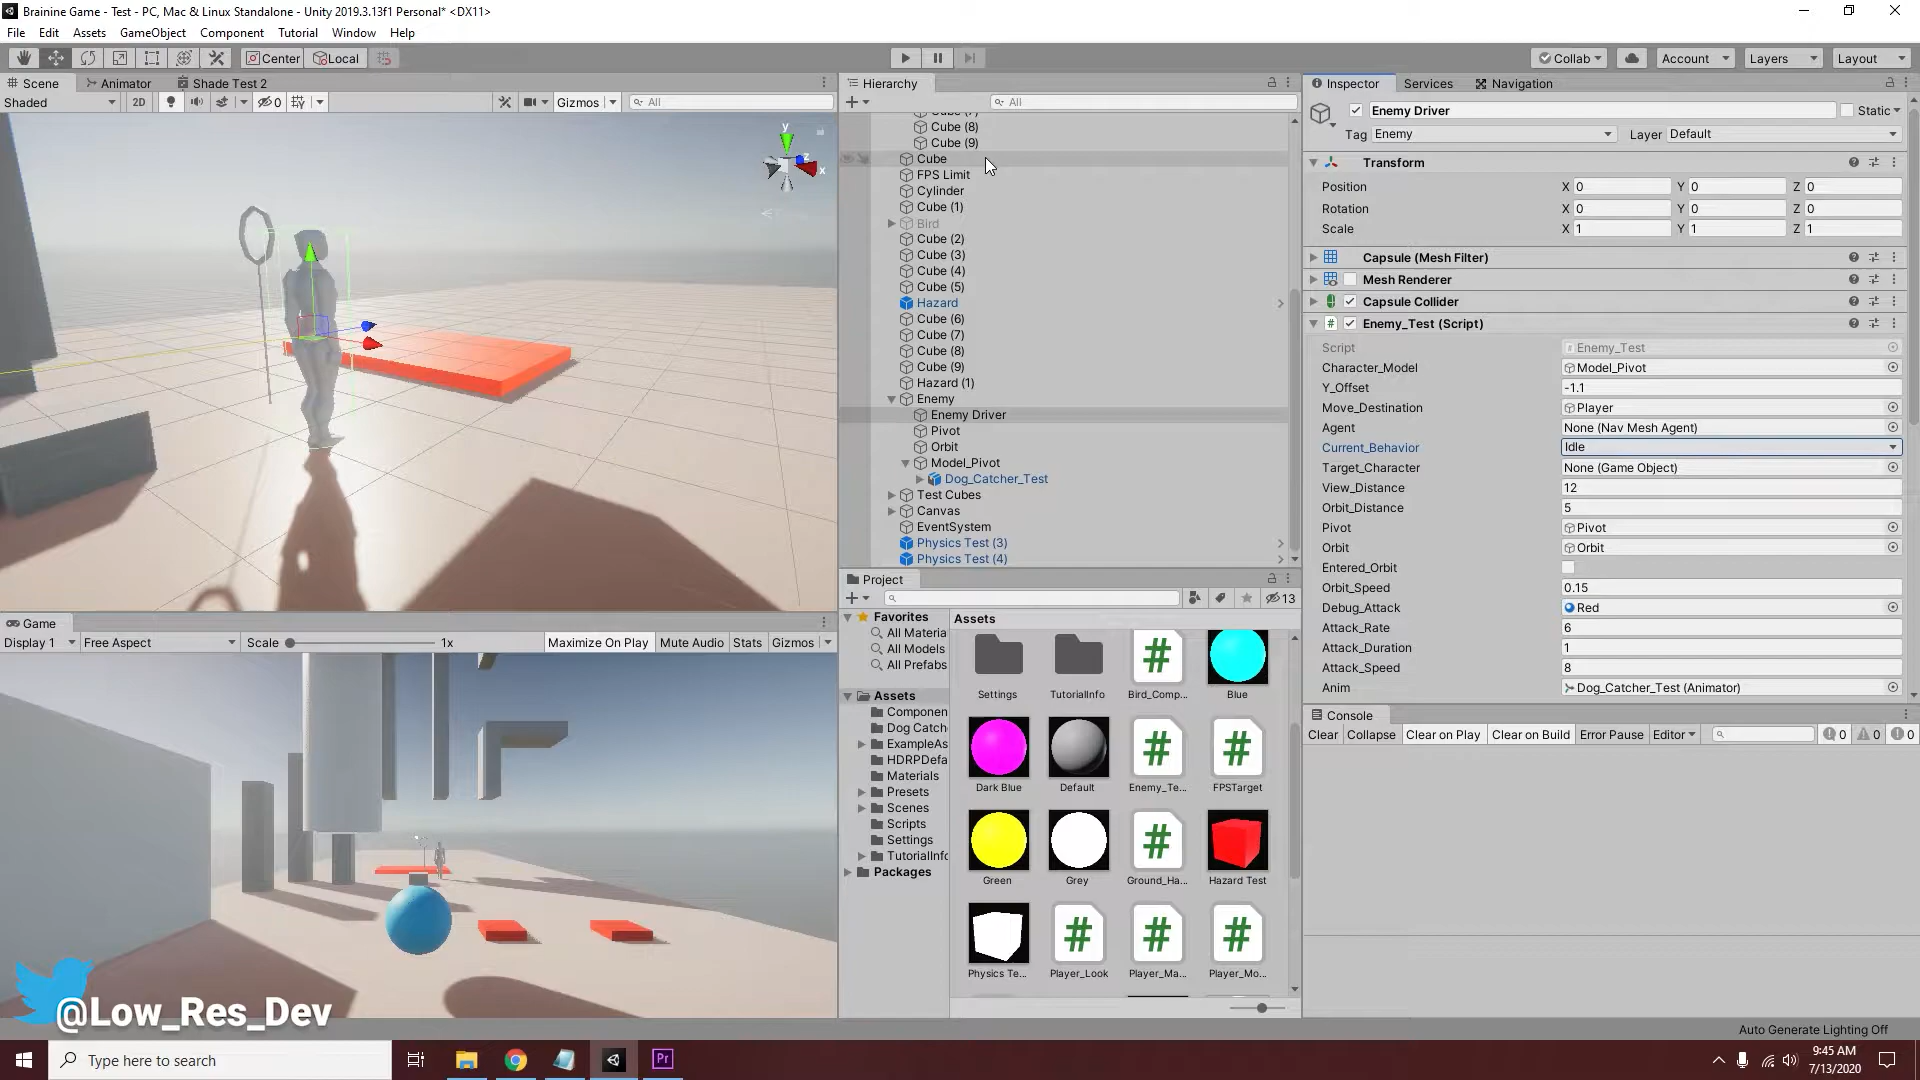 Brainine Game - Test - PC, Mac & Linux Standalone - Unity 2019.3.13f1 Personal* <DX11>
File Edit Assets GameObject Component Tutorial Window Help
Center Local
Collab Account Layers Layout
Scene Animator Shade Test 2
Shaded 2D 0 Gizmos All
y
z
x
Hierarchy
All
Cube (8)
Cube (9)
Cube
FPS Limit
Cylinder
Cube (1)
Bird
Cube (2)
Cube (3)
Cube (4)
Cube (5)
Hazard
Cube (6)
Cube (7)
Cube (8)
Cube (9)
Hazard (1)
Enemy
Enemy Driver
Pivot
Orbit
Model_Pivot
Dog_Catcher_Test
Test Cubes
Canvas
EventSystem
Physics Test (3)
Physics Test (4)
Inspector Services Navigation
Enemy Driver Static
Tag Enemy Layer Default
Transform
Position X 0 Y 0 Z 0
Rotation X 0 Y 0 Z 0
Scale X 1 Y 1 Z 1
Capsule (Mesh Filter)
Mesh Renderer
Capsule Collider
# Enemy_Test (Script)
Script Enemy_Test
Character_Model Model_Pivot
Y_Offset -1.1
Move_Destination Player
Agent None (Nav Mesh Agent)
Current_Behavior Idle
Target_Character None (Game Object)
View_Distance 12
Orbit_Distance 5
Pivot Pivot
Orbit Orbit
Entered_Orbit
Orbit_Speed 0.15
Debug_Attack Red
Attack_Rate 6
Attack_Duration 1
Attack_Speed 8
Anim Dog_Catcher_Test (Animator)
Game
Display 1 Free Aspect Scale 1x Maximize On Play Mute Audio Stats Gizmos
Project
13
Favorites
All Materia
All Models
All Prefabs
Assets
Componen
Dog Catch
ExampleAs
HDRPDefa
Materials
Presets
Scenes
Scripts
Settings
TutorialInfo
Packages
Assets
Settings TutorialInfo Bird_Comp... Blue
Dark Blue Default Enemy_Te... FPSTarget
Green Grey Ground_Ha... Hazard Test
Physics Te... Player_Look Player_Ma... Player_Mo...
Console
Clear Collapse Clear on Play Clear on Build Error Pause Editor 0 0 0
@Low_Res_Dev
Auto Generate Lighting Off
Type here to search
Pr
9:45 AM
7/13/2020